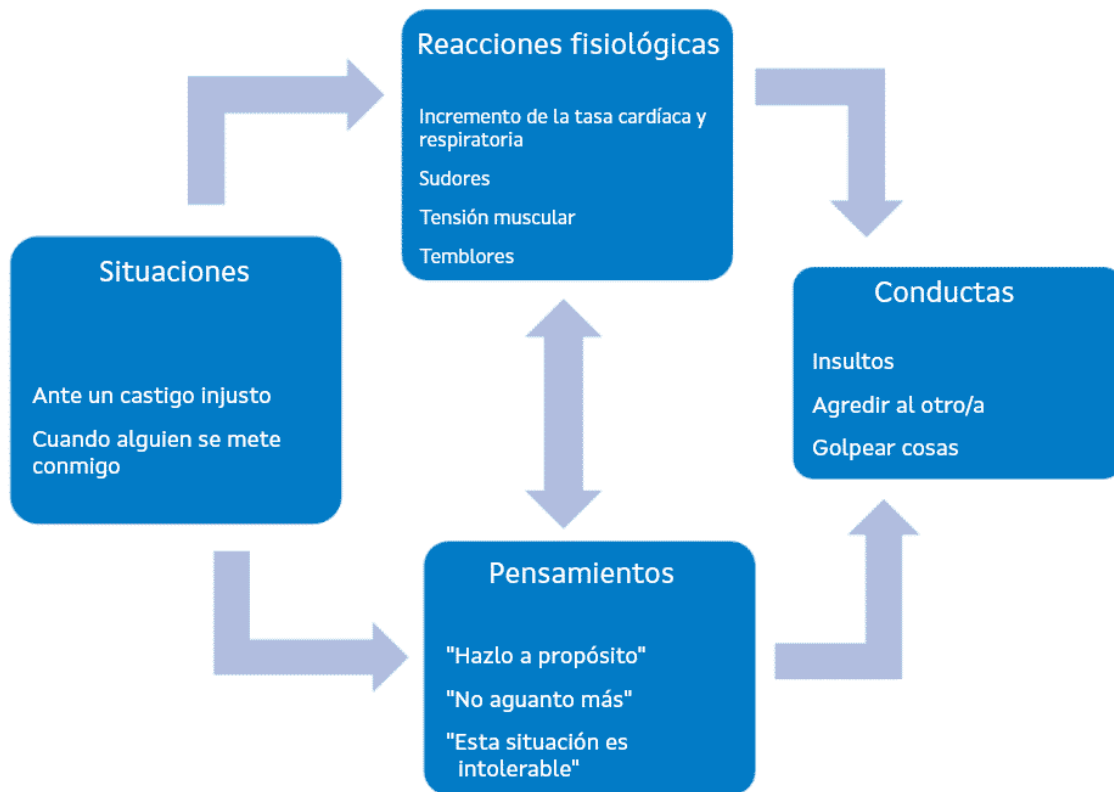 Reacciones fisiológicas
Incremento de la tasa cardíaca y
respiratoria
Sudores
Tensión muscular
Temblores
Situaciones
Ante un castigo injusto
Cuando alguien se mete
conmigo
Conductas
Insultos
Agredir al otro/a
Golpear cosas
Pensamientos
"Hazlo a propósito"
"No aguanto más"
"Esta situación es
intolerable"